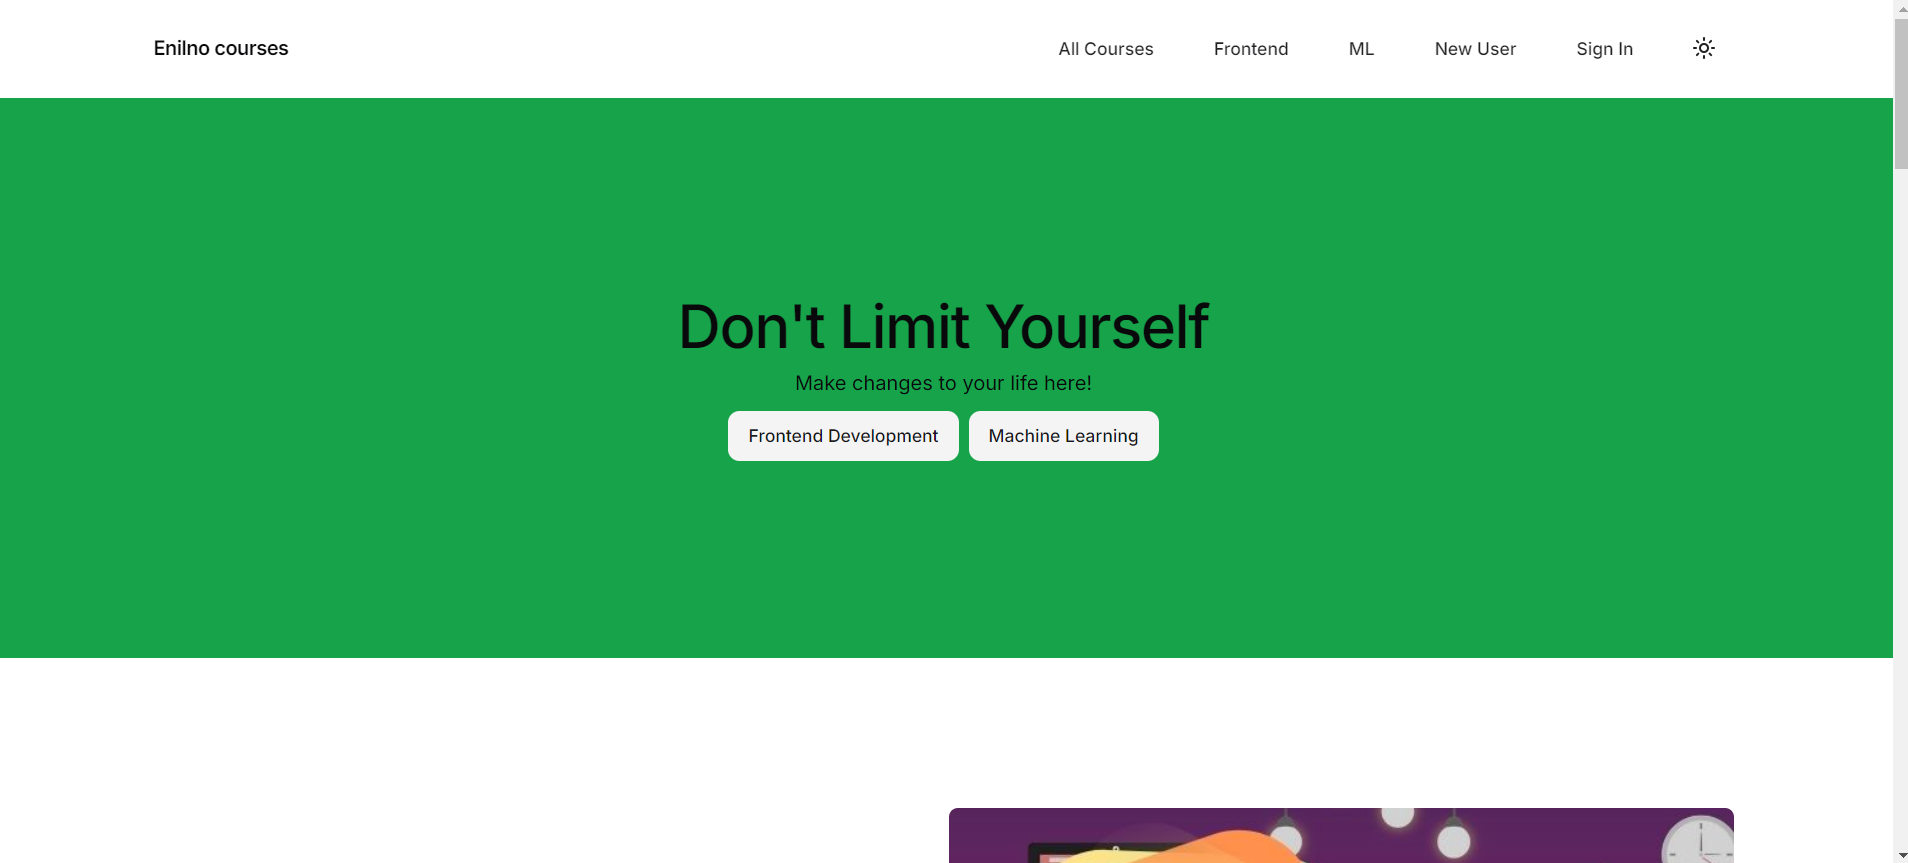 Enilno courses
All Courses
Frontend
ML
New User
Sign In
Don't Limit Yourself
Make changes to your life here!
Frontend Development
Machine Learning